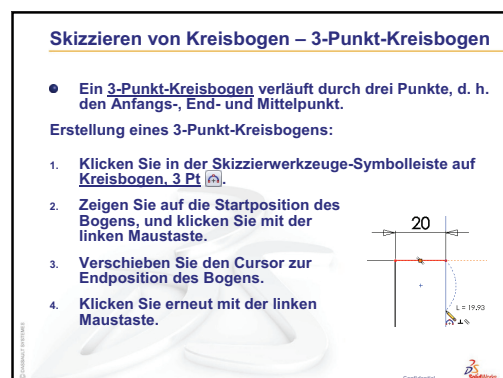 Skizzieren von Kreisbogen – 3-Punkt-Kreisbogen
Ein 3-Punkt-Kreisbogen verläuft durch drei Punkte, d. h.
den Anfangs-, End- und Mittelpunkt.
Erstellung eines 3-Punkt-Kreisbogens:
1. Klicken Sie in der Skizzierwerkzeuge-Symbolleiste auf
Kreisbogen, 3 Pt .
2. Zeigen Sie auf die Startposition des
Bogens, und klicken Sie mit der
linken Maustaste.
3. Verschieben Sie den Cursor zur
Endposition des Bogens.
4. Klicken Sie erneut mit der linken
Maustaste.
20
L = 19.93
© DASSAULT SYSTEMES
Confidential
SolidWorks